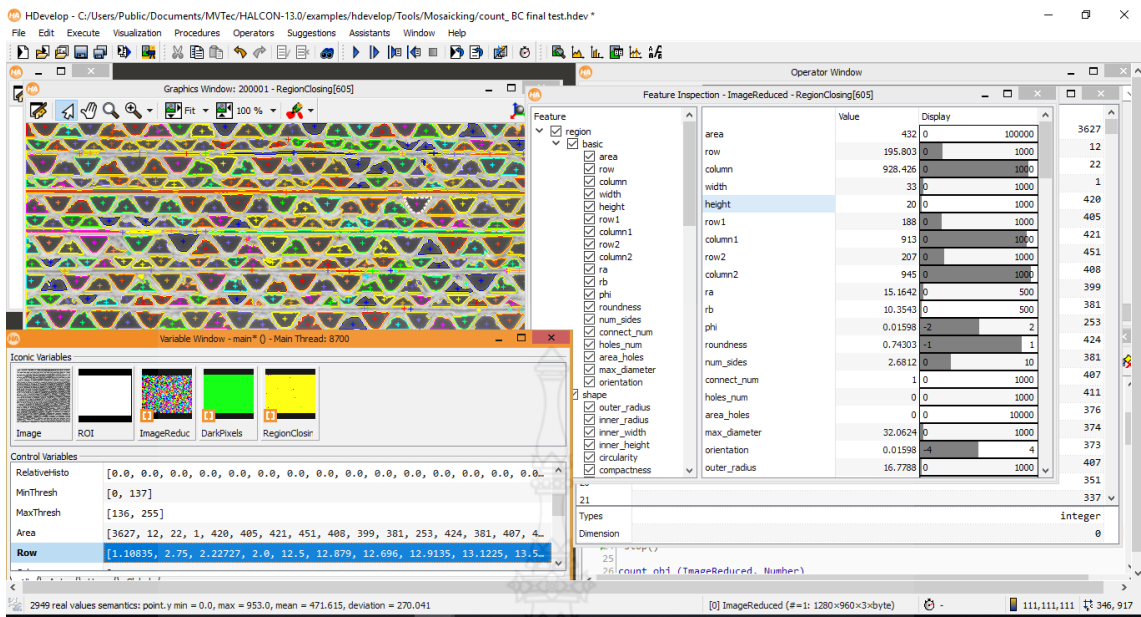 HDevelop - C:/Users/Public/Documents/MVTec/HALCON-13.0/examples/hdevelop/Tools/Mosaicking/count_ BC final test.hdev *
File Edit Execute Visualization Procedures Operators Suggestions Assistants Window Help
Operator Window
Graphics Window: 200001 - RegionClosing[605]
Fit 100 %
Feature Inspection - ImageReduced - RegionClosing[605]
Feature Value Display
region
basic
area
row
column
width
height
row1
column1
row2
column2
ra
rb
phi
roundness
num_sides
connect_num
holes_num
area_holes
max_diameter
orientation
shape
outer_radius
inner_radius
inner_width
inner_height
circularity
compactness
area 432 0 100000
row 195.803 0 1000
column 928.426 0 1000
width 33 0 1000
height 20 0 1000
row1 188 0 1000
column1 913 0 1000
row2 207 0 1000
column2 945 0 1000
ra 15.1642 0 500
rb 10.3543 0 500
phi 0.01598 -2 2
roundness 0.74303 -1 1
num_sides 2.6812 0 10
connect_num 1 0 1000
holes_num 0 0 1000
area_holes 0 0 10000
max_diameter 32.0624 0 1000
orientation 0.01598 -4 4
outer_radius 16.7788 0 1000
3627
12
22
1
420
405
421
451
408
399
381
253
424
381
407
411
376
374
373
407
351
21 337
Types integer
Dimension 0
25
26 count_obj (ImageReduced, Number)
Variable Window - main* () - Main Thread: 8700
Iconic Variables
Image ROI ImageReduc DarkPixels RegionClosir
Control Variables
RelativeHisto [0.0, 0.0, 0.0, 0.0, 0.0, 0.0, 0.0, 0.0, 0.0, 0.0, 0.0, 0.0, 0.0, 0.0, 0...
MinThresh [0, 137]
MaxThresh [136, 255]
Area [3627, 12, 22, 1, 420, 405, 421, 451, 408, 399, 381, 253, 424, 381, 407, 4...
Row [1.10835, 2.75, 2.22727, 2.0, 12.5, 12.879, 12.696, 12.9135, 13.1225, 13.5...
2949 real values semantics: point.y min = 0.0, max = 953.0, mean = 471.615, deviation = 270.041
[0] ImageReduced (#=1: 1280×960×3×byte) - 111,111,111 346, 917